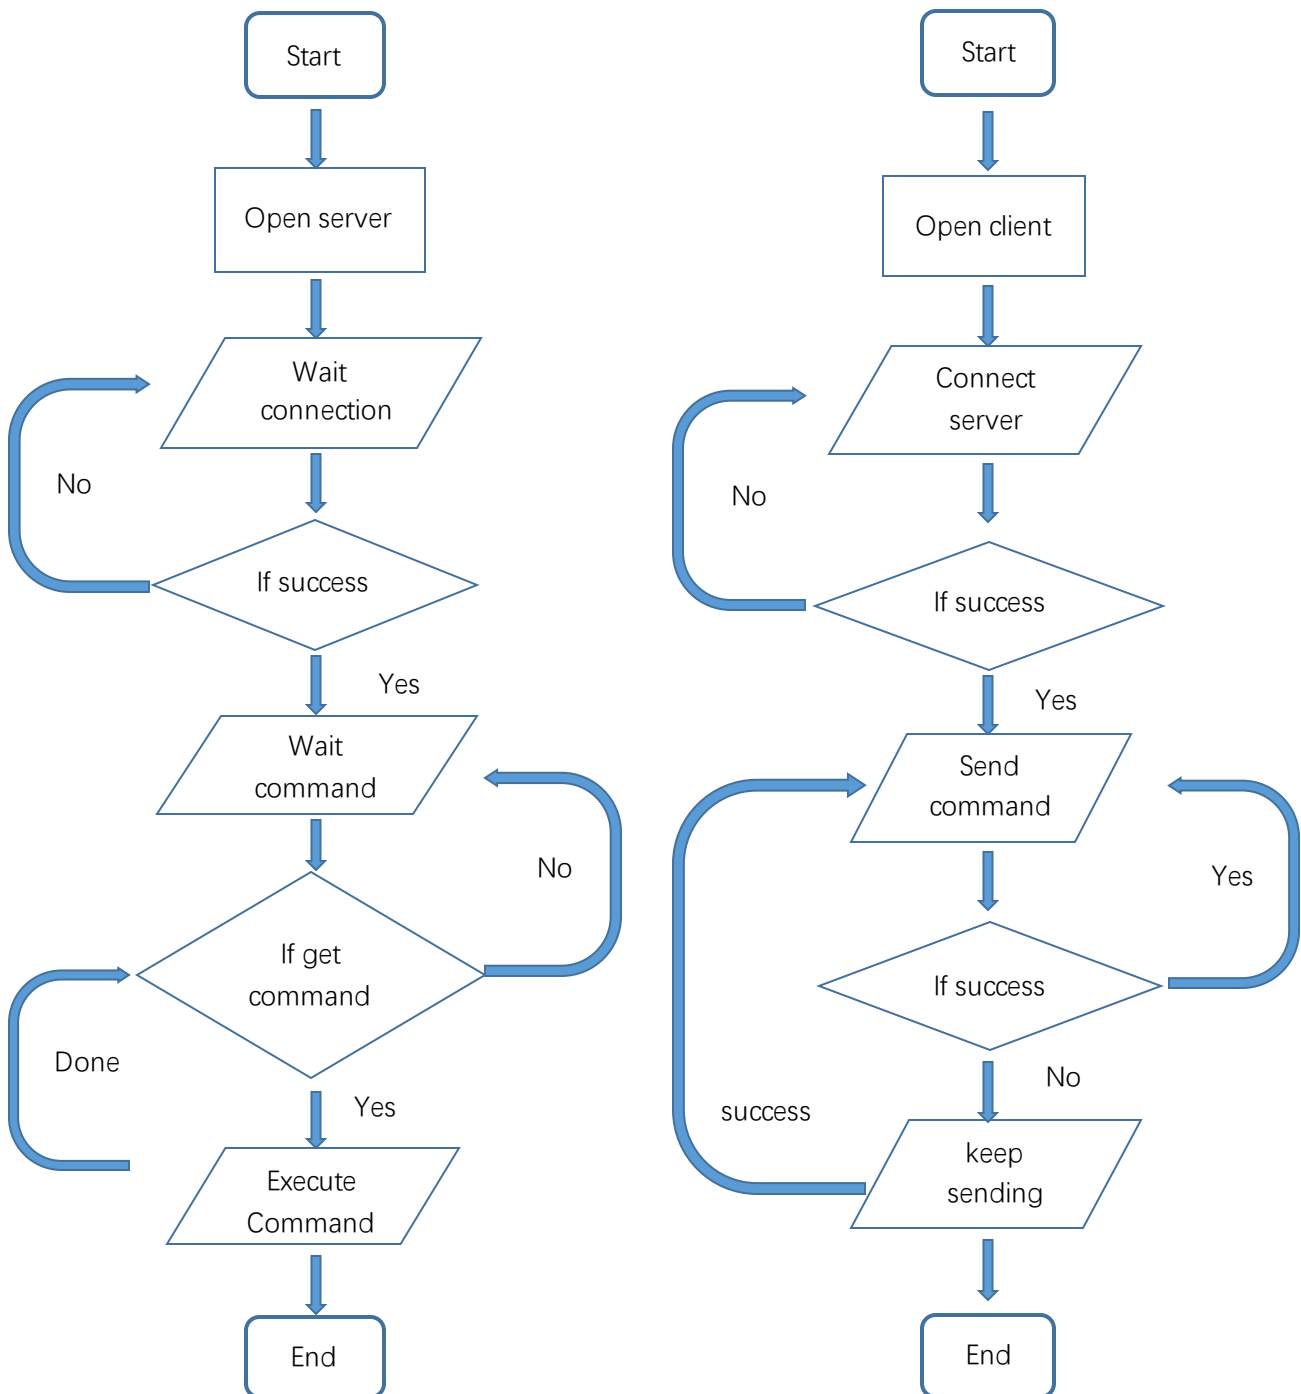 Start
Open server
Wait
connection
No
If success
Yes
Wait
command
No
If get
command
Done
Yes
Execute
Command
End
Start
Open client
Connect
server
No
If success
Yes
Send
command
Yes
If success
No
success
keep
sending
End